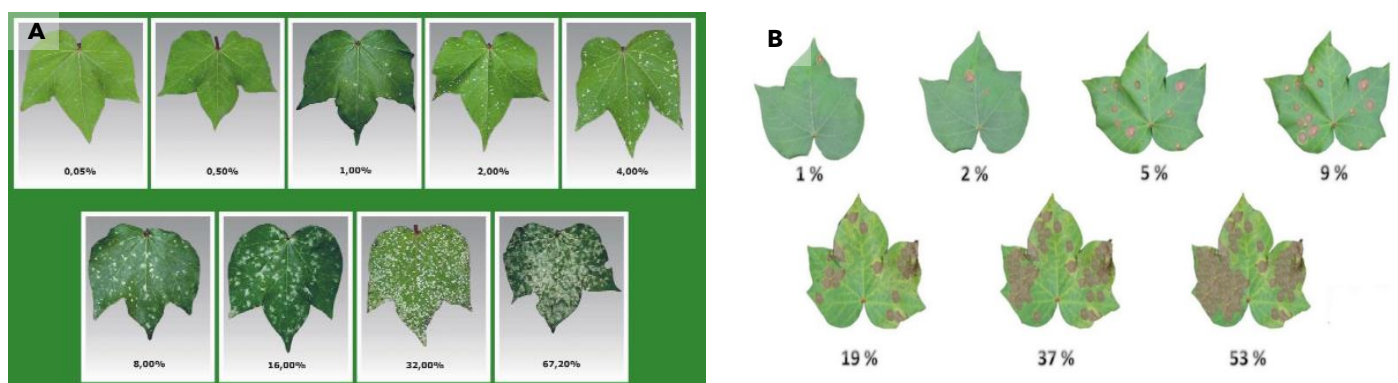 A
0,05% 0,50% 1,00% 2,00% 4,00%
8,00% 16,00% 32,00% 67,20%
B
1 % 2 % 5 % 9 %
19 % 37 % 53 %